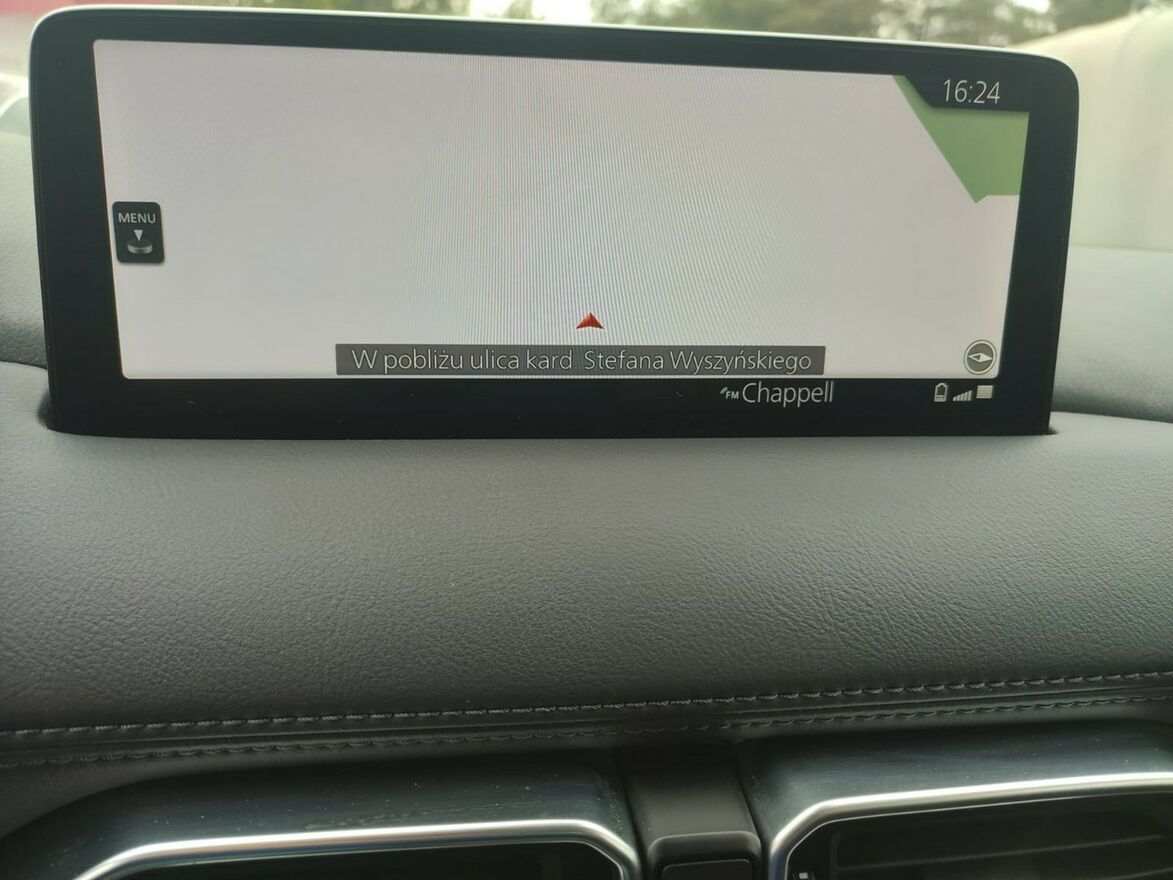 16:24
MENU
W pobliżu ulica kard. Stefana Wyszyńskiego
FM Chappell